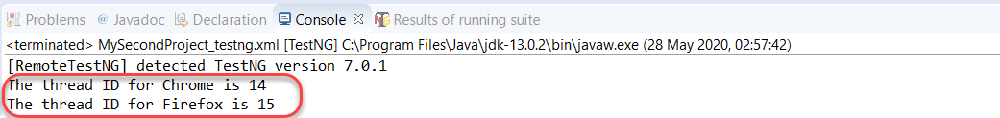 Problems @ Javadoc Declaration Console Results of running suite
<terminated> MySecondProject_testng.xml [TestNG] C:\Program Files\Java\jdk-13.0.2\bin\javaw.exe (28 May 2020, 02:57:42)
[RemoteTestNG] detected TestNG version 7.0.1
The thread ID for Chrome is 14
The thread ID for Firefox is 15